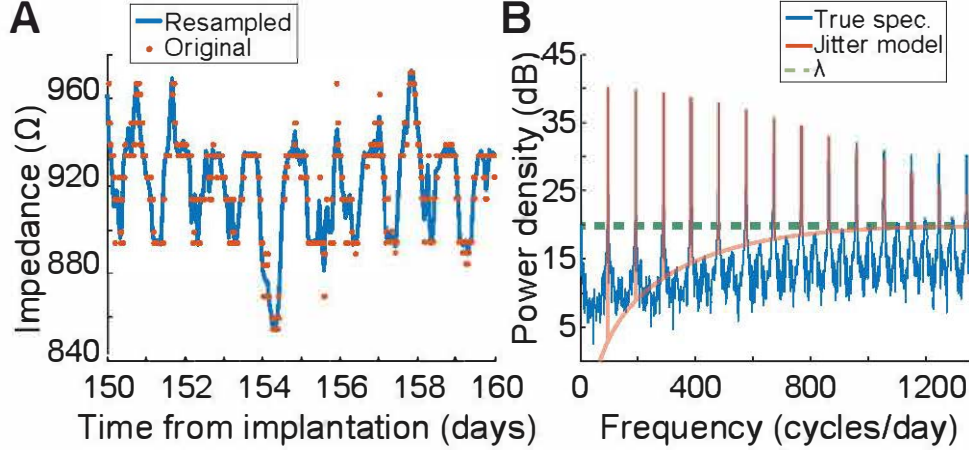 A
Resampled
Original
Impedance (Ω)
960
920
880
840
150 152 154 156 158 160
Time from implantation (days)
B
True spec.
Jitter model
λ
Power density (dB)
45
35
25
15
5
0 400 800 1200
Frequency (cycles/day)